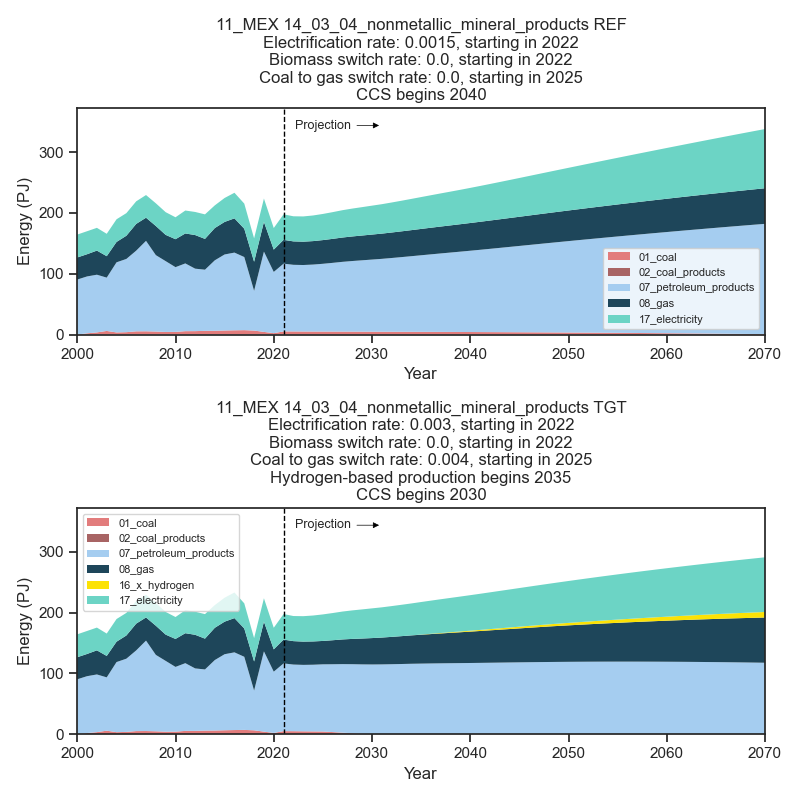 11_MEX 14_03_04_nonmetallic_mineral_products REF
Electrification rate: 0.0015, starting in 2022
Biomass switch rate: 0.0, starting in 2022
Coal to gas switch rate: 0.0, starting in 2025
CCS begins 2040
Projection
300
200
100
0
Energy (PJ)
01_coal
02_coal_products
07_petroleum_products
08_gas
17_electricity
2000 2010 2020 2030 2040 2050 2060 2070
Year
11_MEX 14_03_04_nonmetallic_mineral_products TGT
Electrification rate: 0.003, starting in 2022
Biomass switch rate: 0.0, starting in 2022
Coal to gas switch rate: 0.004, starting in 2025
Hydrogen-based production begins 2035
CCS begins 2030
01_coal
02_coal_products
07_petroleum_products
08_gas
16_x_hydrogen
17_electricity
Projection
300
200
100
0
Energy (PJ)
2000 2010 2020 2030 2040 2050 2060 2070
Year